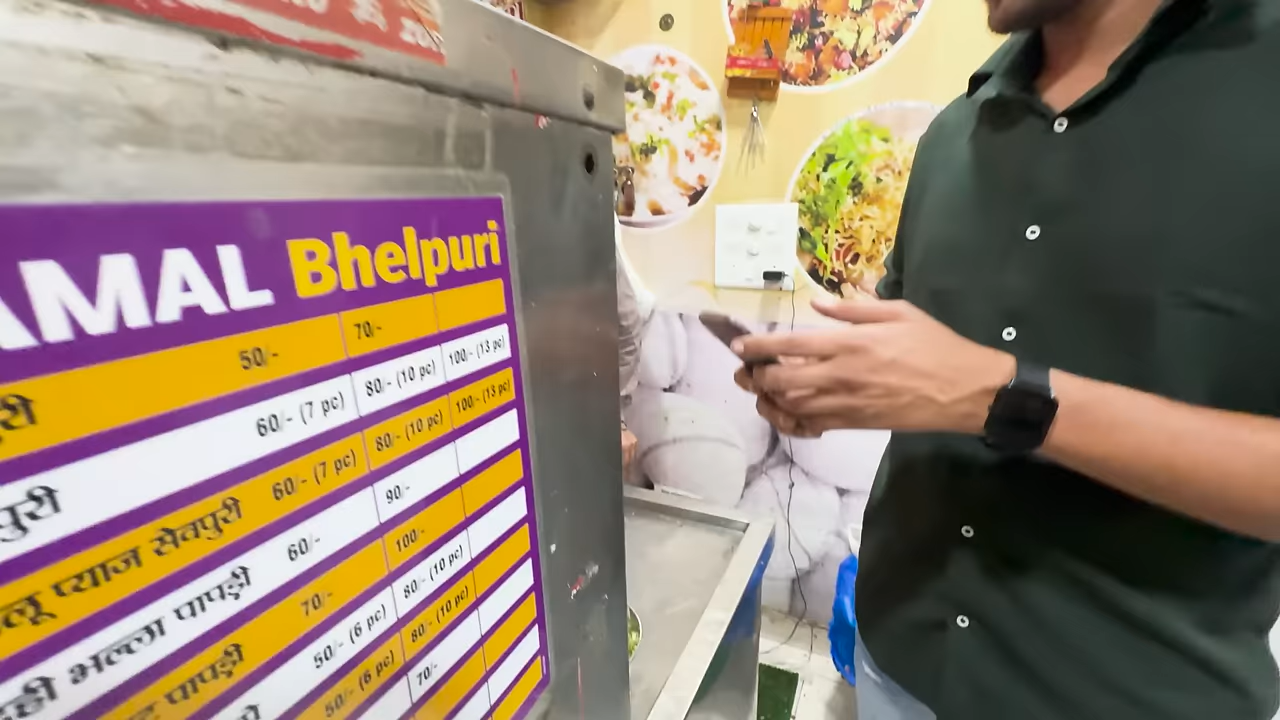 AMAL Bhelpuri
50/- 70/-
पुरी 60/- (7 pc) 80/- (10 pc) 100/- (13 pc)
प्याज सेवपुरी 60/- (7 pc) 80/- (10 pc) 100/- (13 pc)
भल्ला पापड़ी 60/- 90/-
पापड़ी 70/- 100/-
50/- (6 pc) 80/- (10 pc)
50/- (6 pc) 80/- (10 pc)
70/-